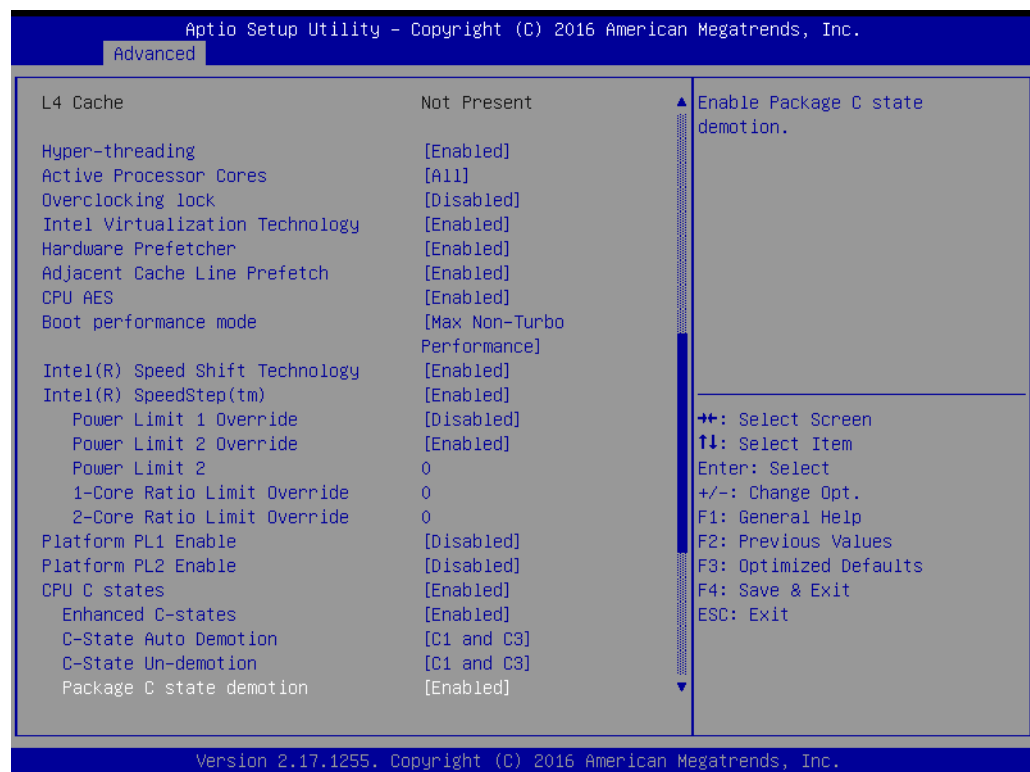 Aptio Setup Utility – Copyright (C) 2016 American Megatrends, Inc.
Advanced
L4 Cache Not Present
Hyper-threading [Enabled]
Active Processor Cores [All]
Overclocking lock [Disabled]
Intel Virtualization Technology [Enabled]
Hardware Prefetcher [Enabled]
Adjacent Cache Line Prefetch [Enabled]
CPU AES [Enabled]
Boot performance mode [Max Non-Turbo
Performance]
Intel(R) Speed Shift Technology [Enabled]
Intel(R) SpeedStep(tm) [Enabled]
Power Limit 1 Override [Disabled]
Power Limit 2 Override [Enabled]
Power Limit 2 0
1-Core Ratio Limit Override 0
2-Core Ratio Limit Override 0
Platform PL1 Enable [Disabled]
Platform PL2 Enable [Disabled]
CPU C states [Enabled]
Enhanced C-states [Enabled]
C-State Auto Demotion [C1 and C3]
C-State Un-demotion [C1 and C3]
Package C state demotion [Enabled]
Enable Package C state
demotion.
→←: Select Screen
↑↓: Select Item
Enter: Select
+/-: Change Opt.
F1: General Help
F2: Previous Values
F3: Optimized Defaults
F4: Save & Exit
ESC: Exit
Version 2.17.1255. Copyright (C) 2016 American Megatrends, Inc.